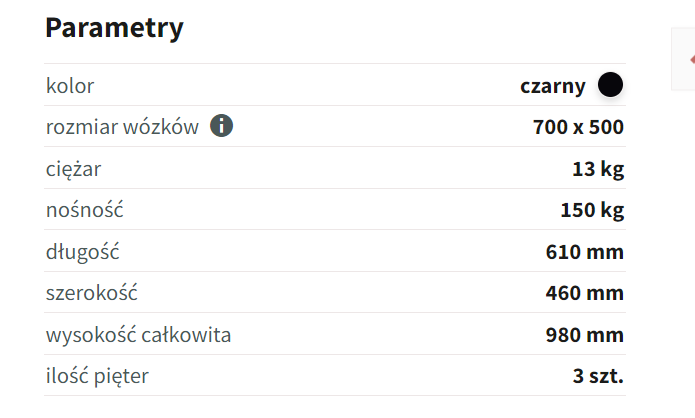 Parametry
kolor czarny
rozmiar wózków i 700 x 500
ciężar 13 kg
nośność 150 kg
długość 610 mm
szerokość 460 mm
wysokość całkowita 980 mm
ilość pięter 3 szt.